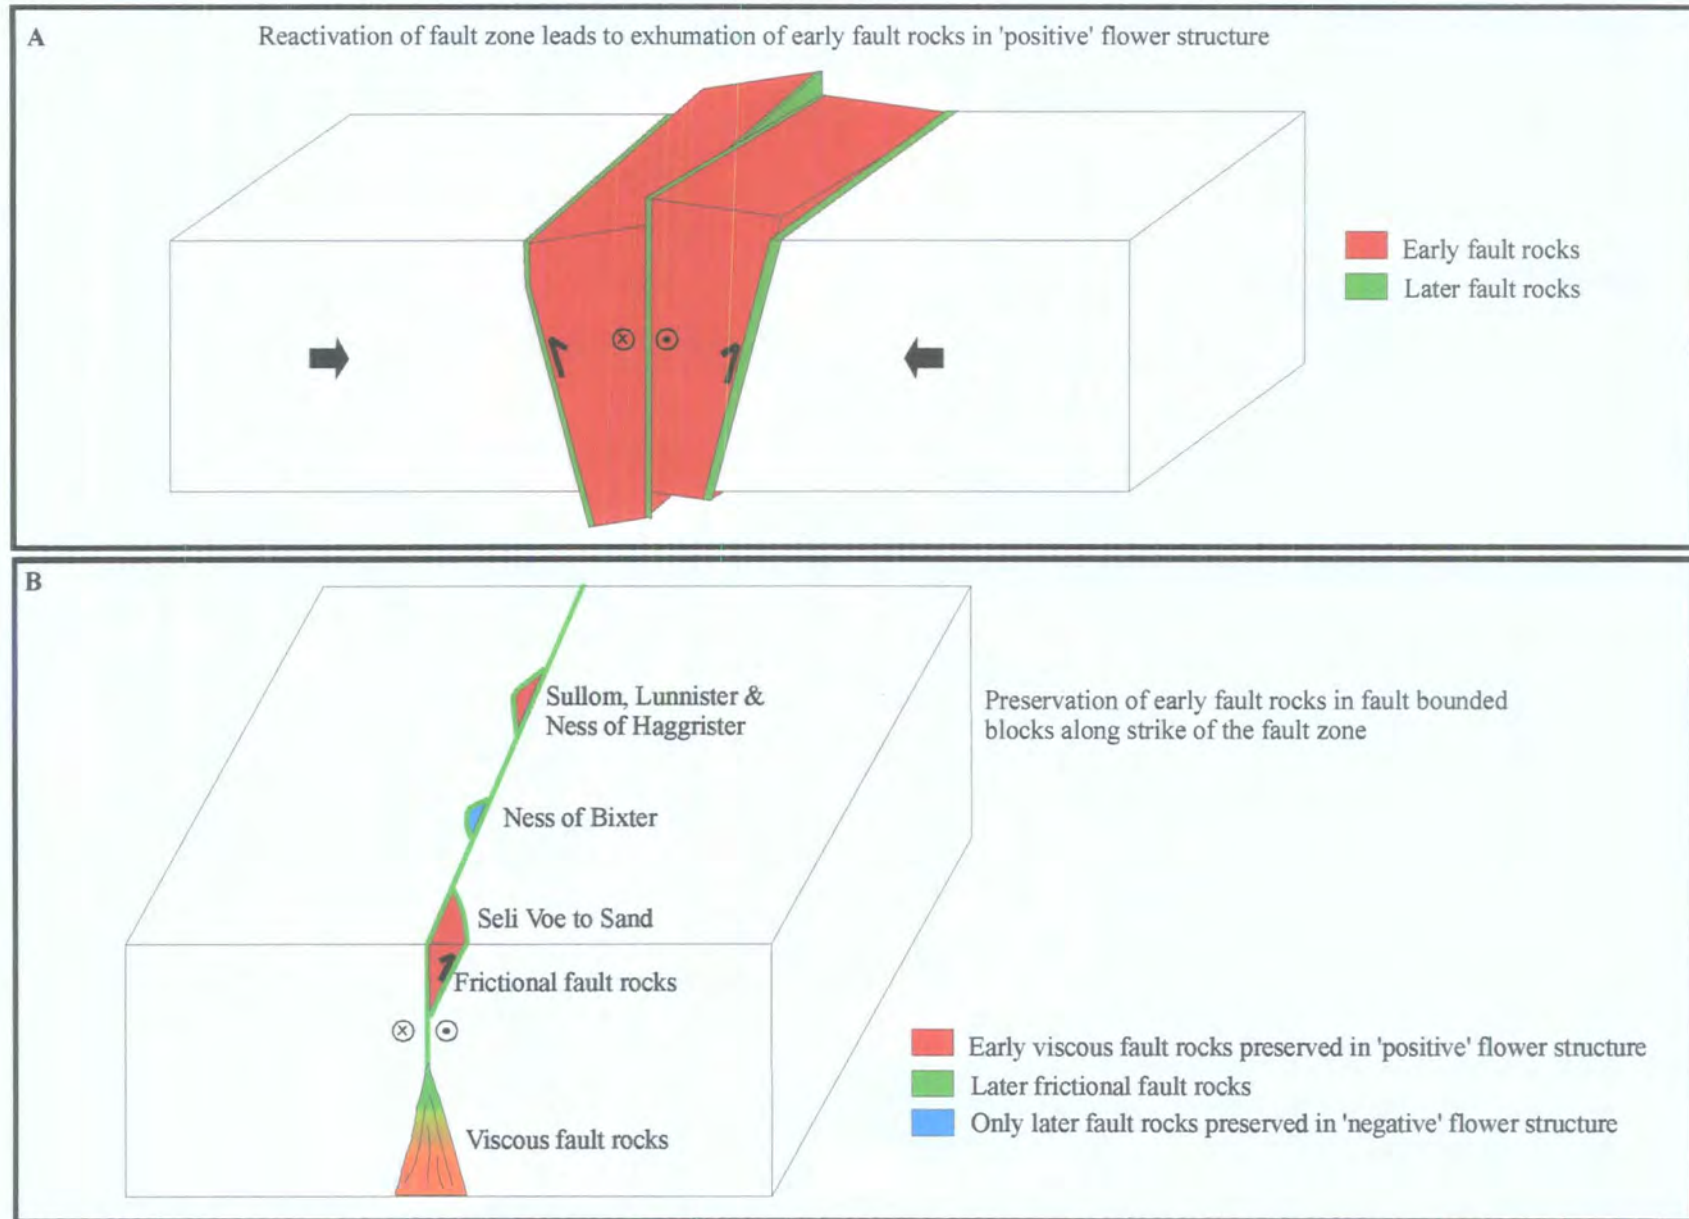 A
Reactivation of fault zone leads to exhumation of early fault rocks in 'positive' flower structure
Early fault rocks
Later fault rocks
B
Sullom, Lunnister &
Ness of Haggrister
Preservation of early fault rocks in fault bounded
blocks along strike of the fault zone
Ness of Bixter
Seli Voe to Sand
Frictional fault rocks
Early viscous fault rocks preserved in 'positive' flower structure
Later frictional fault rocks
Only later fault rocks preserved in 'negative' flower structure
Viscous fault rocks